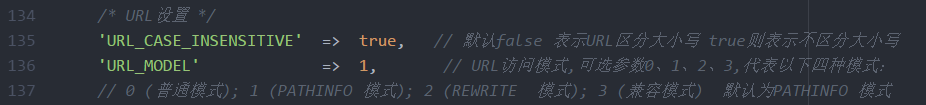 134 /* URL设置 */
135 'URL_CASE_INSENSITIVE' => true, // 默认false 表示URL区分大小写 true则表示不区分大小写
136 'URL_MODEL' => 1, // URL访问模式,可选参数0、1、2、3,代表以下四种模式:
137 // 0 (普通模式); 1 (PATHINFO 模式); 2 (REWRITE 模式); 3 (兼容模式) 默认为PATHINFO 模式